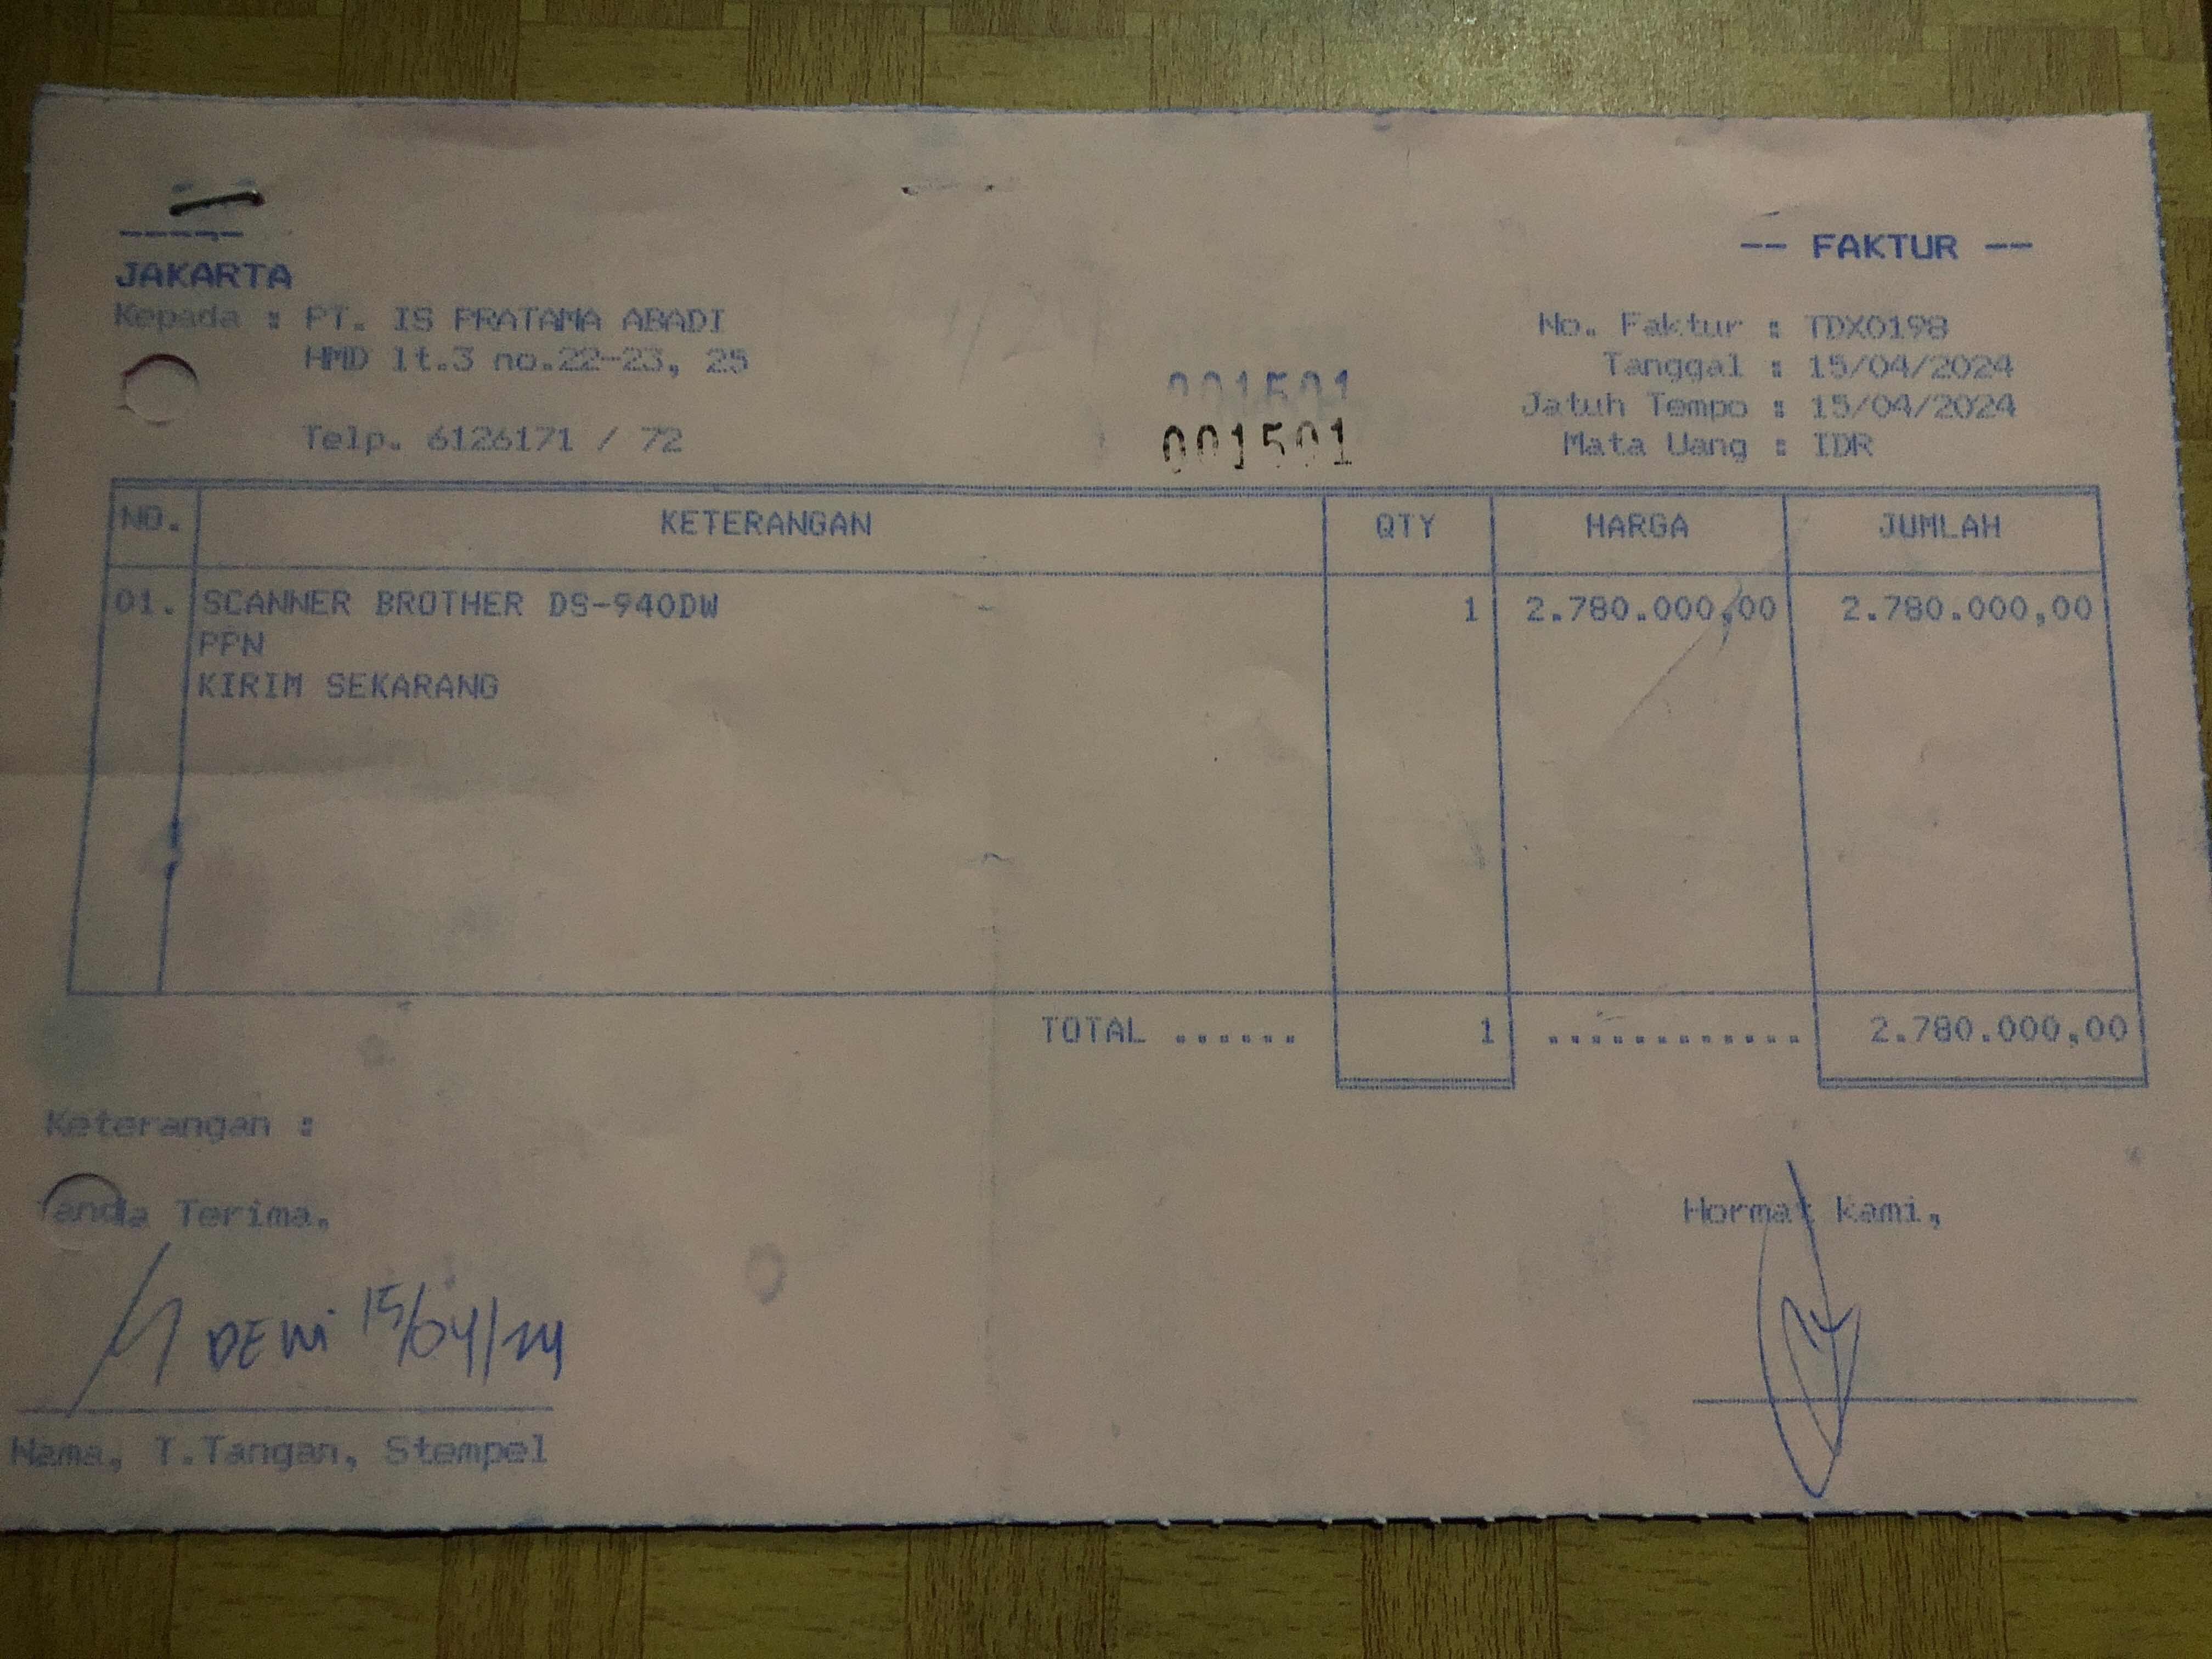 -- FAKTUR --
JAKARTA
Kepada : PT. IS PRATAMA ABADI
HMD lt.3 no.22-23, 25
Telp. 6126171 / 72
001501
001501
No. Faktur : TDX0198
Tanggal : 15/04/2024
Jatuh Tempo : 15/04/2024
Mata Uang : IDR
NO. KETERANGAN QTY HARGA JUMLAH
01. SCANNER BROTHER DS-940DW 1 2.780.000,00 2.780.000,00
PPN
KIRIM SEKARANG
TOTAL ...... 1 ............ 2.780.000,00
Keterangan :
Tanda Terima, Hormat Kami,
DEWI 15/04/24
Nama, T.Tangan, Stempel